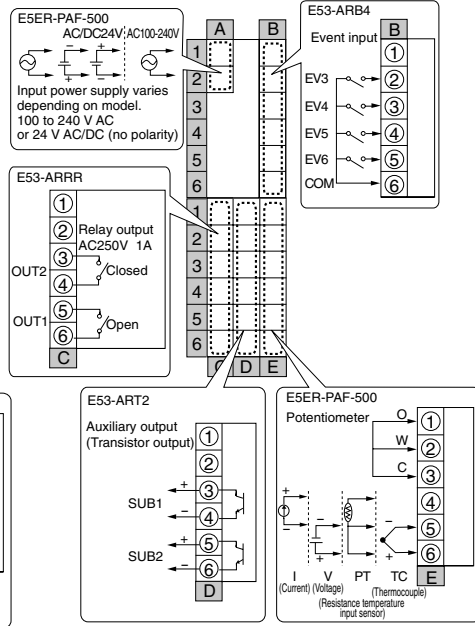 E5ER-PAF-500
AC/DC24V AC100-240V
Input power supply varies
depending on model.
100 to 240 V AC
or 24 V AC/DC (no polarity)
A B
1
2
3
4
5
6
1
2
3
4
5
6
C D E
E53-ARB4
Event input
B
1
EV3 2
EV4 3
EV5 4
EV6 5
COM 6
E53-ARRR
1
2
Relay output
AC250V 1A
3
OUT2 Closed
4
5
OUT1 Open
6
C
E53-ART2
Auxiliary output
(Transistor output)
1
2
+ 3
SUB1
− 4
+ 5
SUB2
− 6
D
E5ER-PAF-500
Potentiometer
O 1
W 2
C 3
4
5
6
+ −
− +
− +
I V PT TC E
(Current) (Voltage) (Thermocouple)
(Resistance temperature
input sensor)